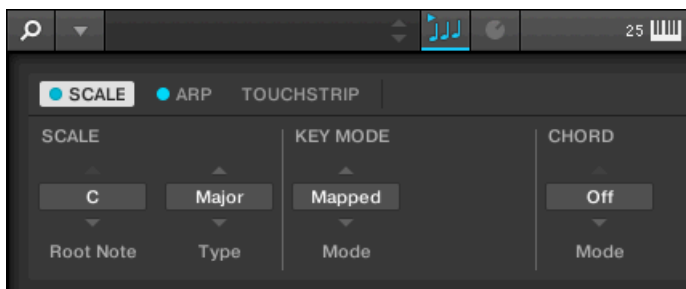 25
SCALE ARP TOUCHSTRIP
SCALE KEY MODE CHORD
C Major Mapped Off
Root Note Type Mode Mode